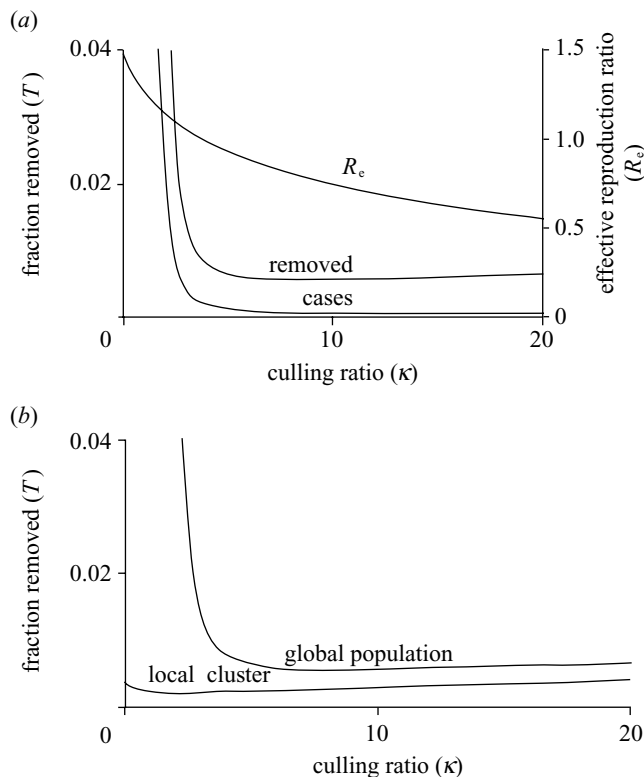 (a)
0.04
0.02
0
fraction removed (T)
1.5
1.0
0.5
0
effective reproduction ratio
(Re)
Re
removed
cases
10
20
culling ratio (κ)
(b)
0.04
0.02
0
fraction removed (T)
global population
local cluster
10
20
culling ratio (κ)